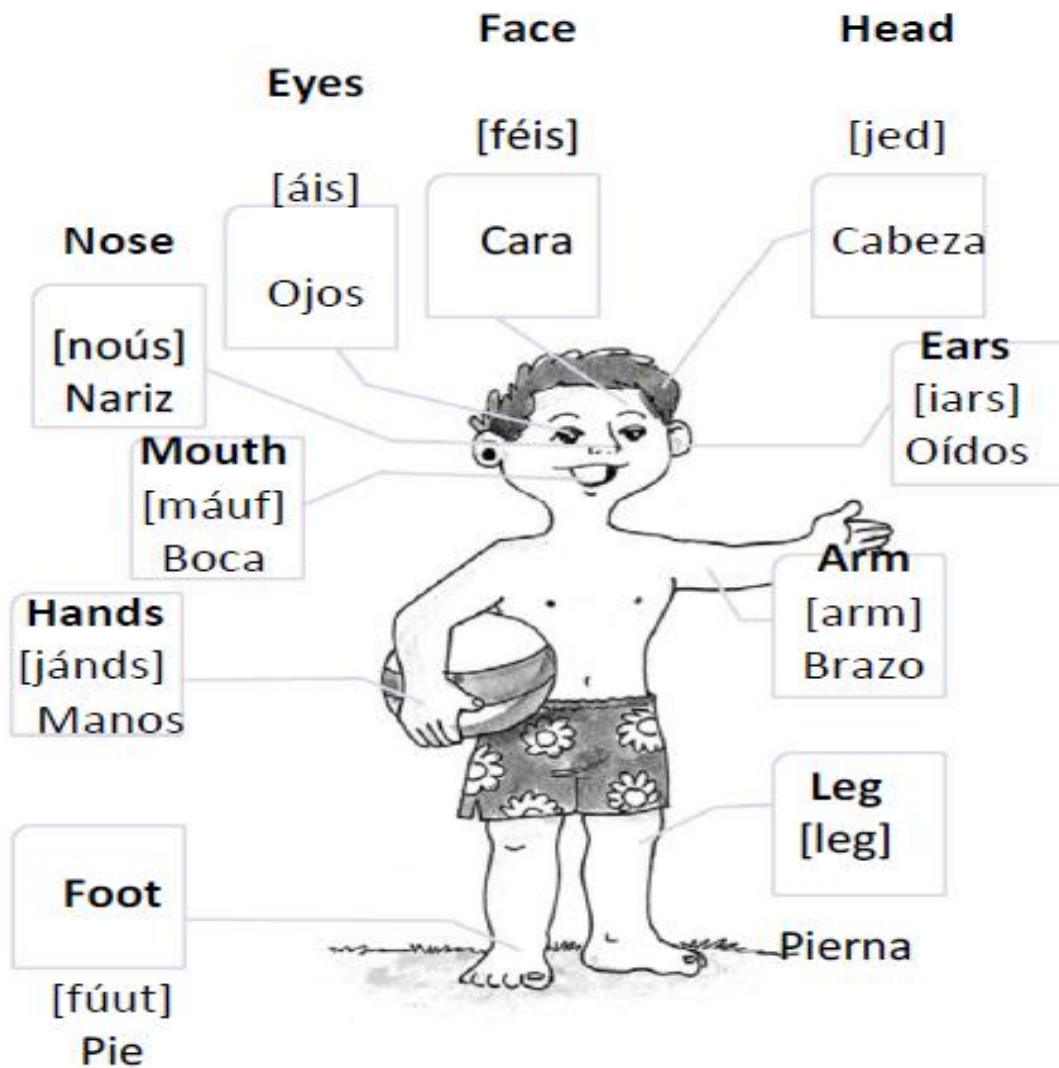 Face
Head
Eyes
[féis]
[jed]
[áis]
Nose
Cara
Cabeza
Ojos
[noús]
Nariz
Ears
[iars]
Oídos
Mouth
[máuf]
Boca
Arm
[arm]
Brazo
Hands
[jánds]
Manos
Leg
[leg]
Pierna
Foot
[fúut]
Pie